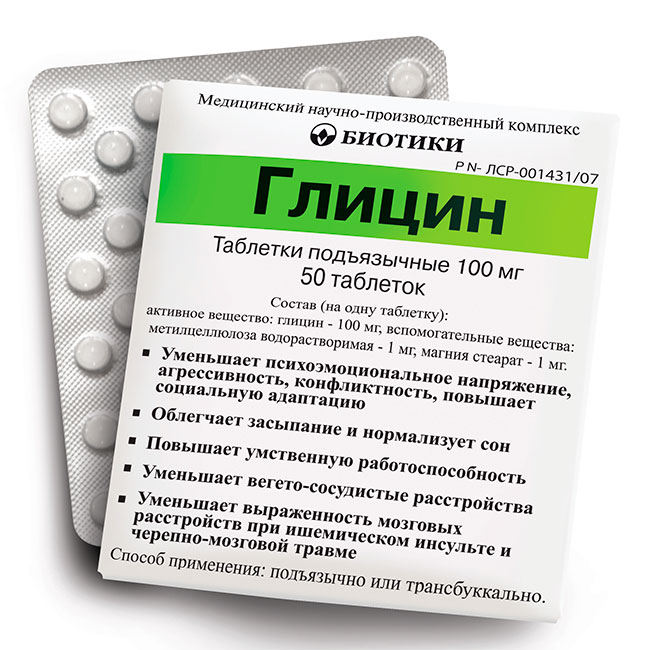 Медицинский научно-производственный комплекс
БИОТИКИ
Р N- ЛСР-001431/07
Глицин
Таблетки подъязычные 100 мг
50 таблеток
Состав (на одну таблетку):
активное вещество: глицин - 100 мг, вспомогательные вещества:
метилцеллюлоза водорастворимая - 1 мг, магния стеарат - 1 мг.
▪ Уменьшает психоэмоциональное напряжение,
агрессивность, конфликтность, повышает
социальную адаптацию
▪ Облегчает засыпание и нормализует сон
▪ Повышает умственную работоспособность
▪ Уменьшает вегето-сосудистые расстройства
▪ Уменьшает выраженность мозговых
расстройств при ишемическом инсульте и
черепно-мозговой травме
Способ применения: подъязычно или трансбуккально.